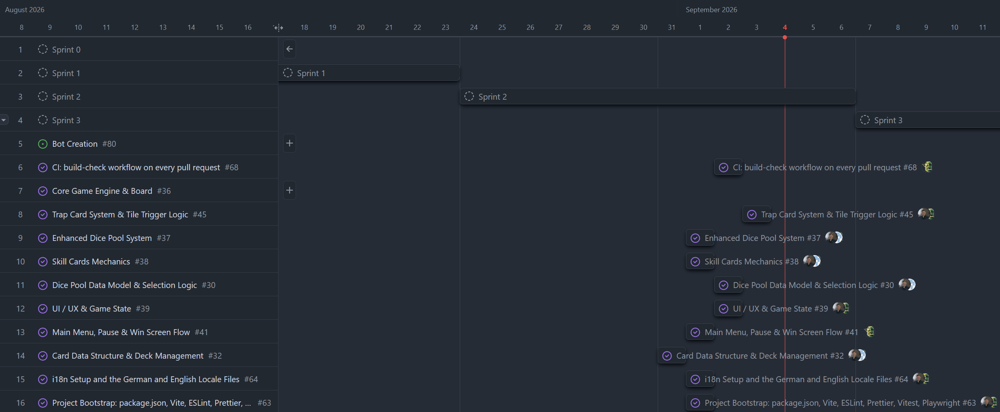 August 2026 September 2026
8 9 10 11 12 13 14 15 16 18 19 20 21 22 23 24 25 26 27 28 29 30 31 1 2 3 4 5 6 7 8 9 10 11
1 Sprint 0
2 Sprint 1 Sprint 1
3 Sprint 2 Sprint 2
4 Sprint 3 Sprint 3
5 Bot Creation #80
6 CI: build-check workflow on every pull request #68 CI: build-check workflow on every pull request #68
7 Core Game Engine & Board #36
8 Trap Card System & Tile Trigger Logic #45 Trap Card System & Tile Trigger Logic #45
9 Enhanced Dice Pool System #37 Enhanced Dice Pool System #37
10 Skill Cards Mechanics #38 Skill Cards Mechanics #38
11 Dice Pool Data Model & Selection Logic #30 Dice Pool Data Model & Selection Logic #30
12 UI / UX & Game State #39 UI / UX & Game State #39
13 Main Menu, Pause & Win Screen Flow #41 Main Menu, Pause & Win Screen Flow #41
14 Card Data Structure & Deck Management #32 Card Data Structure & Deck Management #32
15 i18n Setup and the German and English Locale Files #64 i18n Setup and the German and English Locale Files #64
16 Project Bootstrap: package.json, Vite, ESLint, Prettier, ... #63 Project Bootstrap: package.json, Vite, ESLint, Prettier, Vitest, Playwright #63